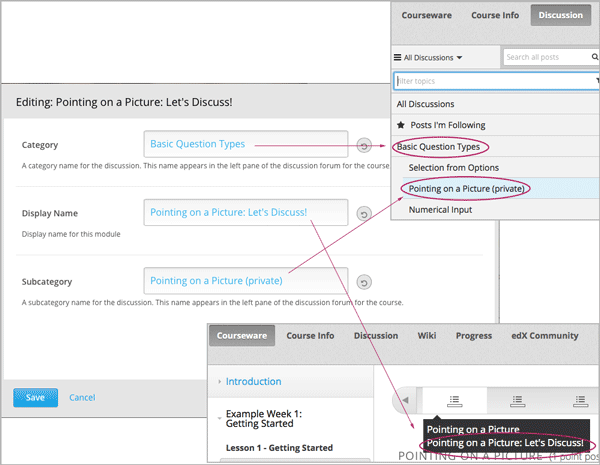 Courseware Course Info Discussion
All Discussions Search all posts
filter topics
All Discussions
Posts I'm Following
Basic Question Types
Selection from Options
Pointing on a Picture (private)
Numerical Input
Editing: Pointing on a Picture: Let's Discuss!
Category Basic Question Types
A category name for the discussion. This name appears in the left pane of the discussion forum for the course
Display Name Pointing on a Picture: Let's Discuss!
Display name for this module
Subcategory Pointing on a Picture (private)
A subcategory name for the discussion. This name appears in the left pane of the discussion forum for the course.
Save Cancel
Courseware Course Info Discussion Wiki Progress edX Community
Introduction
Example Week 1:
Getting Started
Lesson 1 - Getting Started
Pointing on a Picture
Pointing on a Picture: Let's Discuss!
POINTING ON A PICTURE (1 point pos